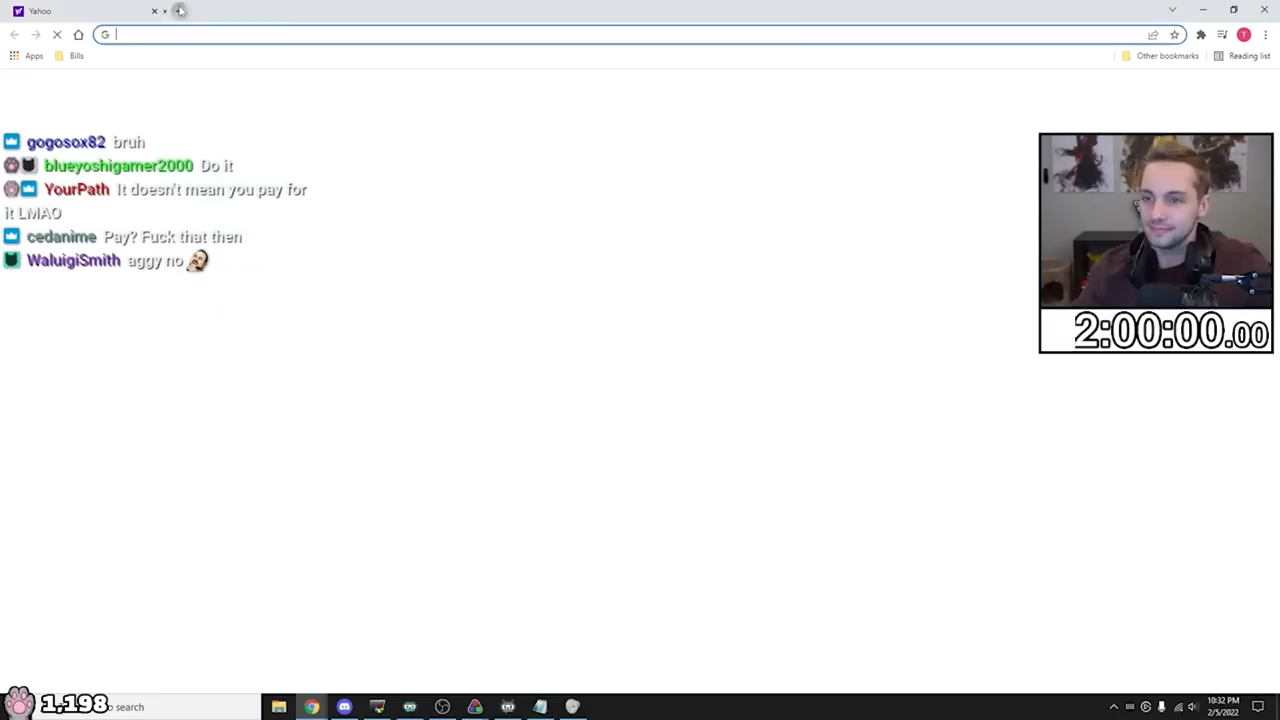 Yahoo
Apps
Bills
Other bookmarks
Reading list
T
gogosox82 bruh
blueyoshigamer2000 Do it
YourPath It doesn't mean you pay for
it LMAO
cedanime Pay? Fuck that then
WaluigiSmith aggy no
2:00:00.00
1,198
search
10:32 PM
2/5/2022